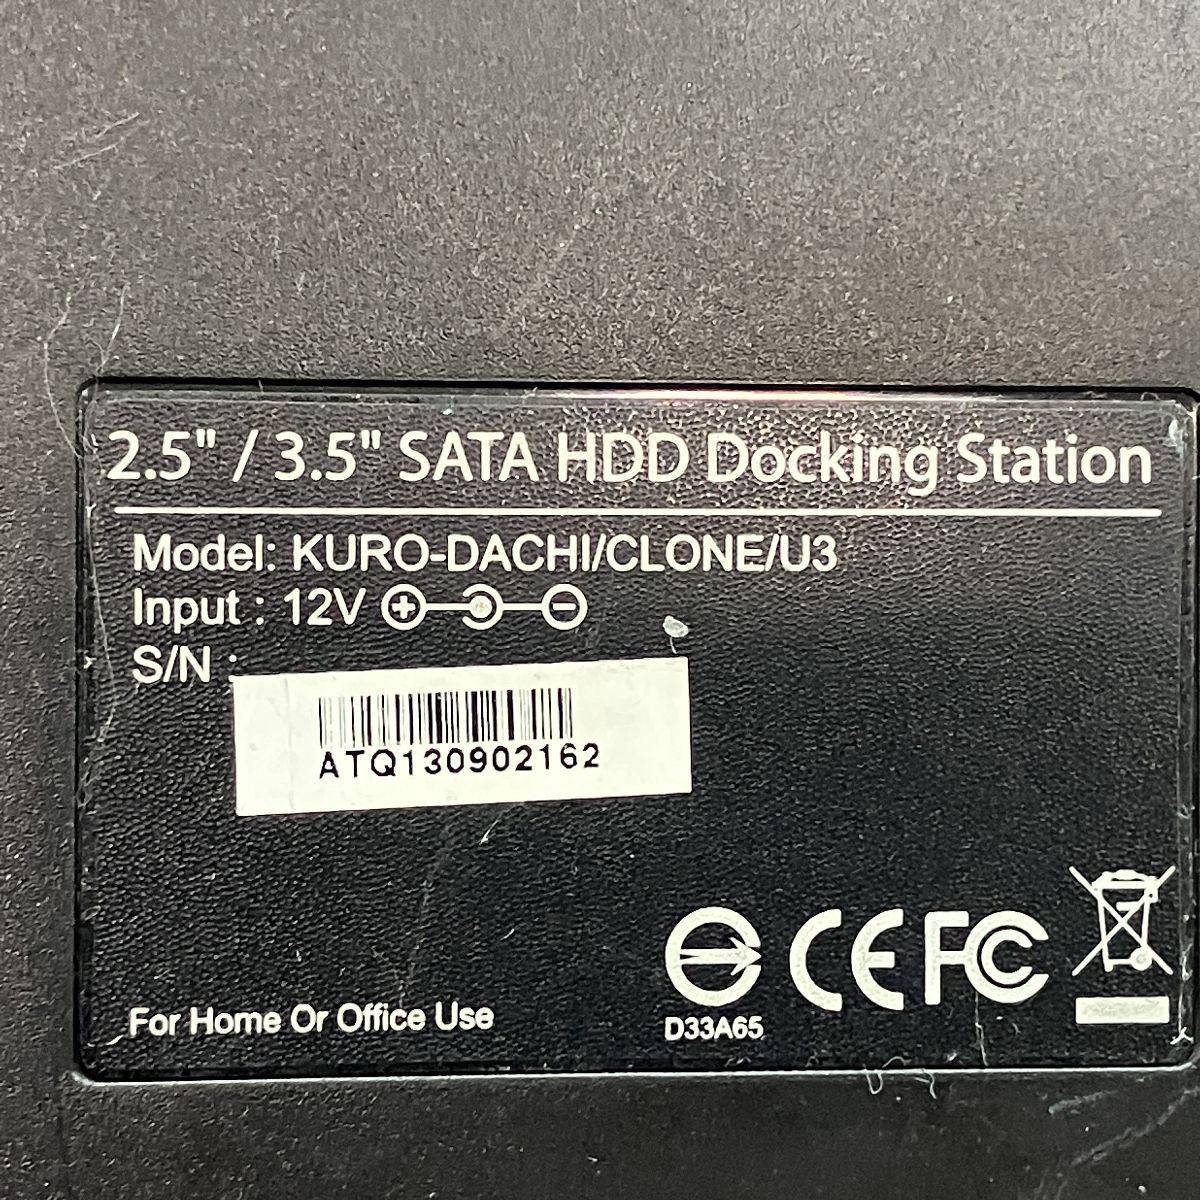 2.5" / 3.5" SATA HDD Docking Station
Model: KURO-DACHI/CLONE/U3
Input : 12V
S/N :
ATQ130902162
For Home Or Office Use
D33A65
CE FC